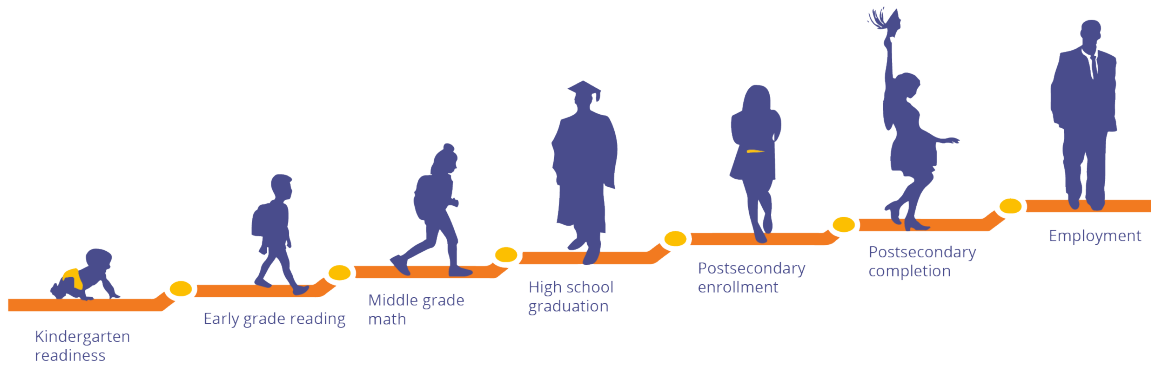 Kindergarten
readiness
Early grade reading
Middle grade
math
High school
graduation
Postsecondary
enrollment
Postsecondary
completion
Employment